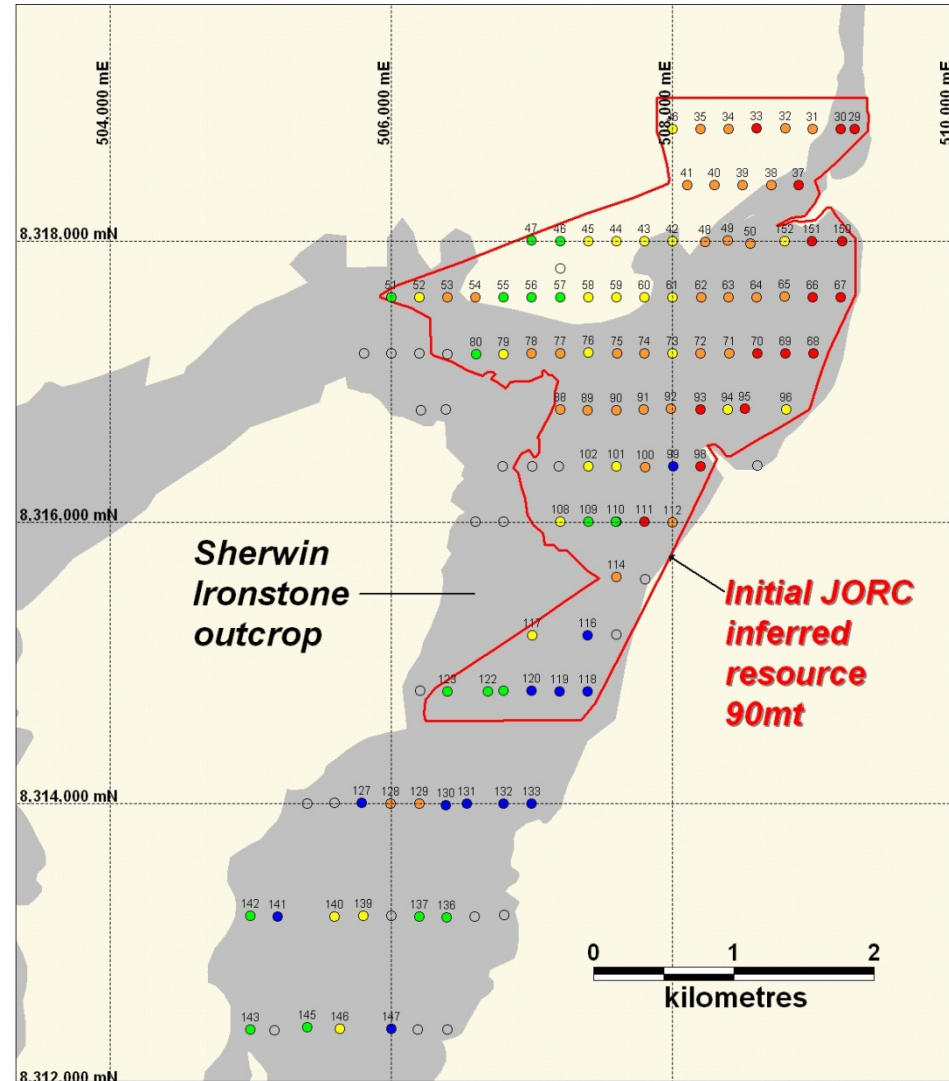 504,000 mE
506,000 mE
508,000 mE
35 34 33 32 31 30 29
41 40 39 38 37
8,318,000 mN
47 46 45 44 43 42 48 49 50 152 151 150
51 52 53 54 55 56 57 58 59 60 61 62 63 64 65 66 67
80 79 78 77 76 75 74 73 72 71 70 69 68
88 89 90 91 92 93 94 95 96
102 101 100 99 98
8,316,000 mN
108 109 110 111 112
114
Sherwin
Ironstone
outcrop
Initial JORC
inferred
resource
90mt
117 116
123 122 120 119 118
8,314,000 mN
127 128 129 130 131 132 133
142 141 140 139 137 136
0 1 2
kilometres
143 145 146 147
8,312,000 mN